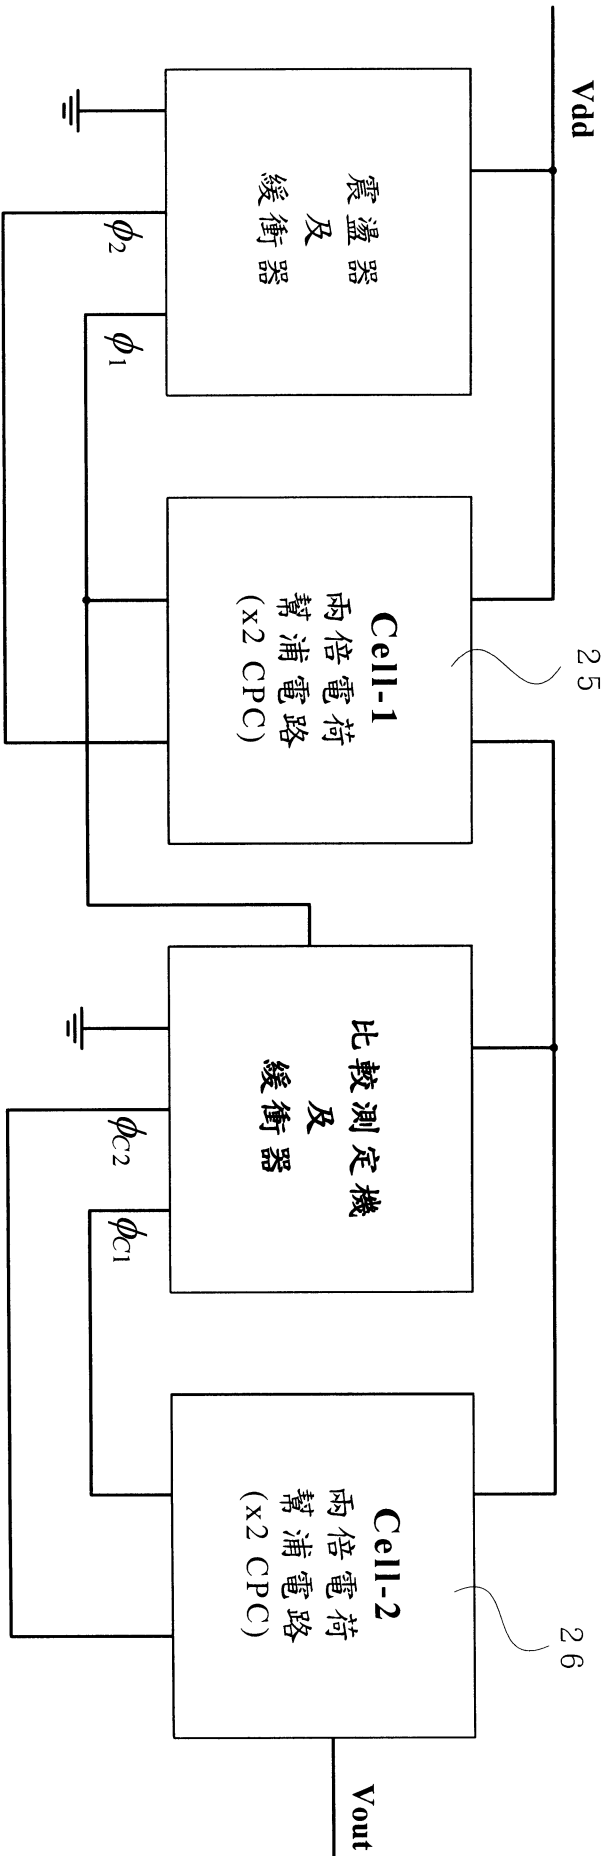 Vdd
震盪器
及
緩衝器
ϕ2
ϕ1
25
Cell-1
兩倍電荷
幫浦電路
(x2 CPC)
比較測定機
及
緩衝器
ϕC2
ϕC1
26
Cell-2
兩倍電荷
幫浦電路
(x2 CPC)
Vout